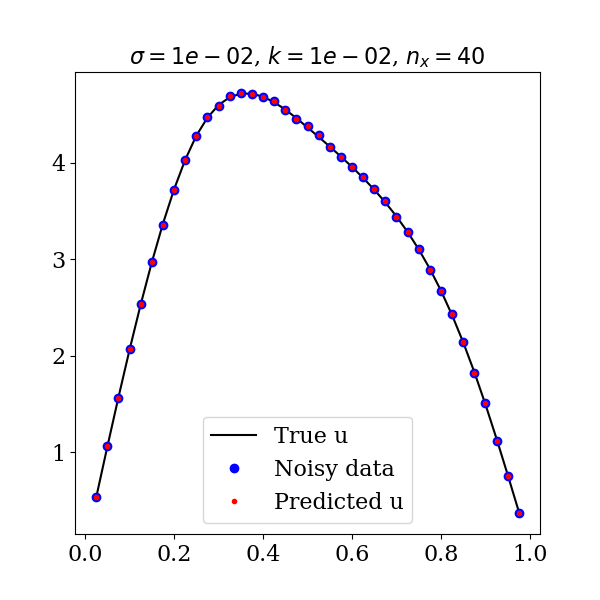 σ = 1e − 02, k = 1e − 02, nₓ = 40
4
3
2
1
True u
Noisy data
Predicted u
0.0 0.2 0.4 0.6 0.8 1.0